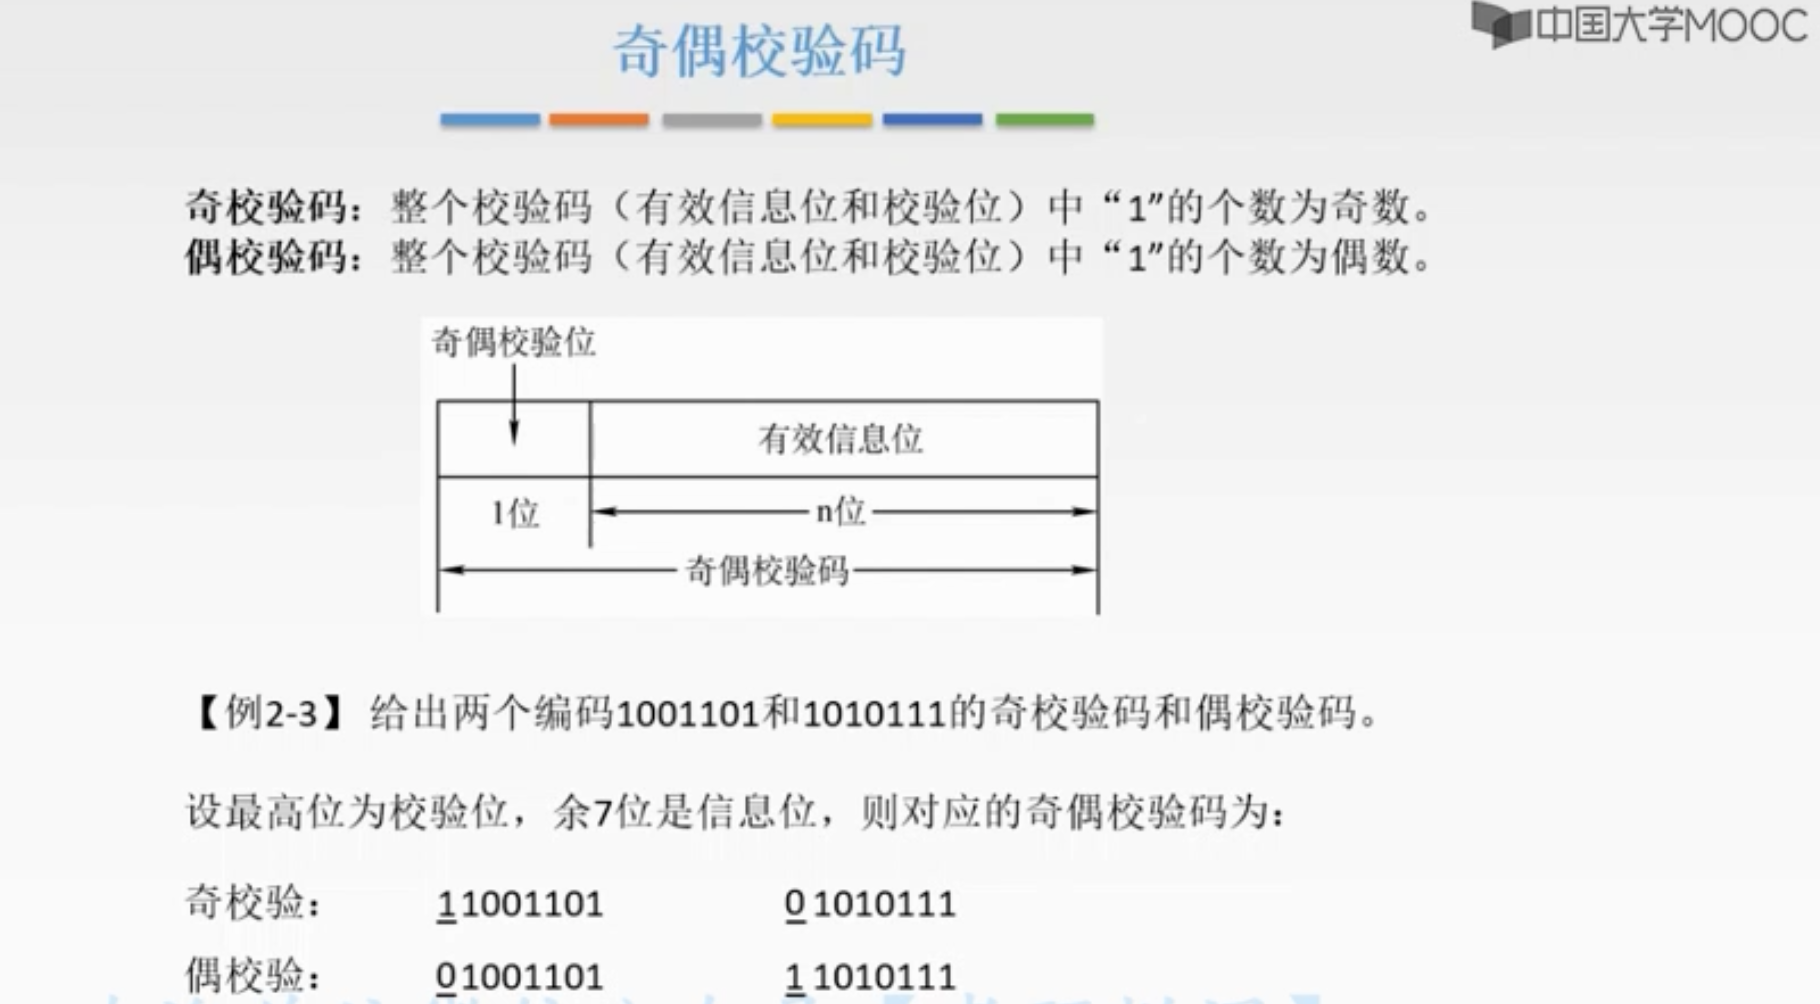 中国大学MOOC
奇偶校验码
奇校验码：整个校验码（有效信息位和校验位）中“1”的个数为奇数。
偶校验码：整个校验码（有效信息位和校验位）中“1”的个数为偶数。
奇偶校验位
有效信息位
1位
n位
奇偶校验码
【例2-3】 给出两个编码1001101和1010111的奇校验码和偶校验码。
设最高位为校验位，余7位是信息位，则对应的奇偶校验码为：
奇校验： 11001101 01010111
偶校验： 01001101 11010111